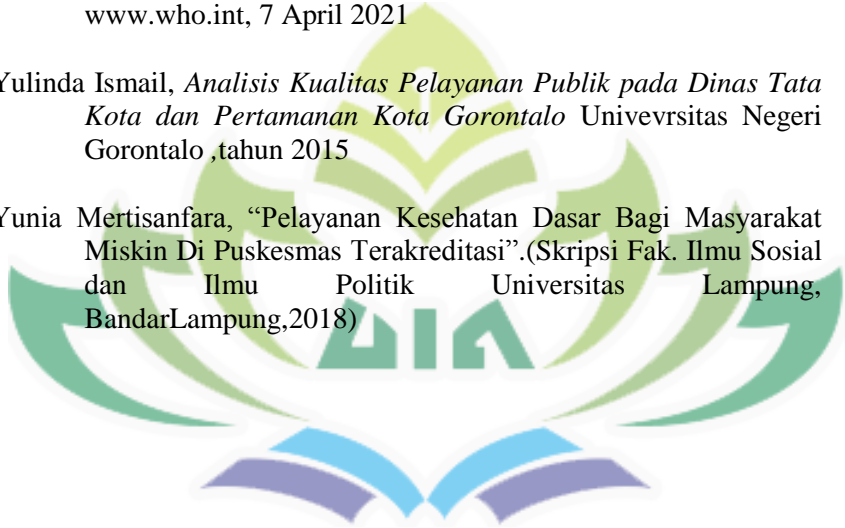 www.who.int, 7 April 2021
Yulinda Ismail, Analisis Kualitas Pelayanan Publik pada Dinas Tata
Kota dan Pertamanan Kota Gorontalo Univevrsitas Negeri
Gorontalo ,tahun 2015
Yunia Mertisanfara, “Pelayanan Kesehatan Dasar Bagi Masyarakat
Miskin Di Puskesmas Terakreditasi”.(Skripsi Fak. Ilmu Sosial
dan Ilmu Politik Universitas Lampung,
BandarLampung,2018)
UIN